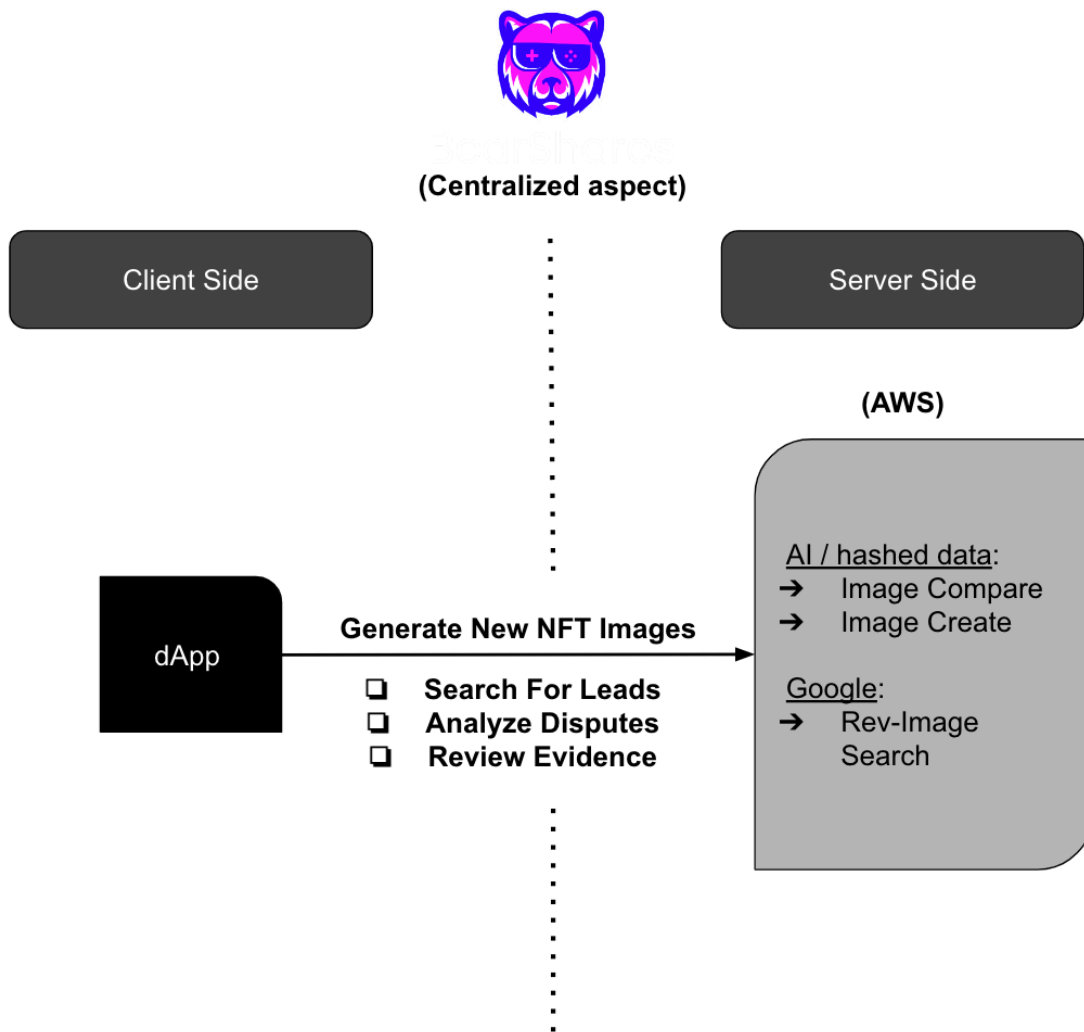 BearShares
(Centralized aspect)
Client Side
Server Side
(AWS)
AI / hashed data:
➔ Image Compare
➔ Image Create
Google:
➔ Rev-Image
Search
dApp
Generate New NFT Images
❏ Search For Leads
❏ Analyze Disputes
❏ Review Evidence